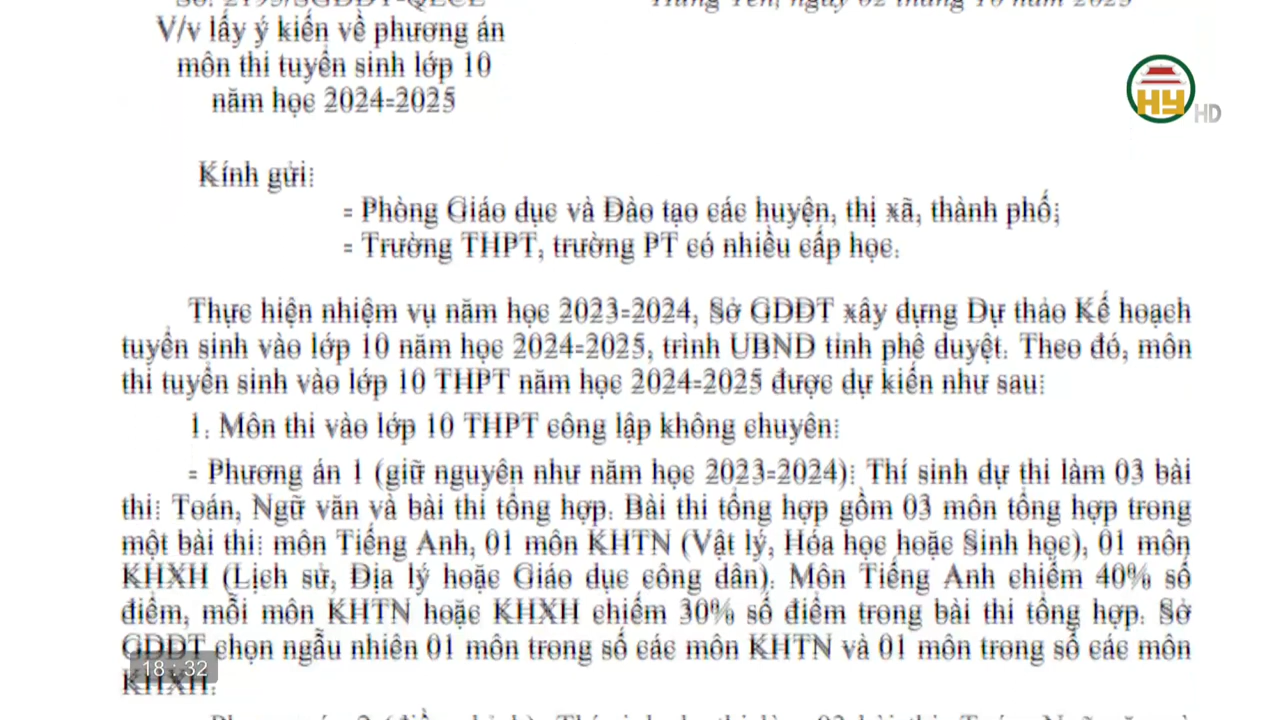 V/v lấy ý kiến về phương án
môn thi tuyển sinh lớp 10
năm học 2024-2025
HY
HD
Kính gửi:
- Phòng Giáo dục và Đào tạo các huyện, thị xã, thành phố;
- Trường THPT, trường PT có nhiều cấp học.
Thực hiện nhiệm vụ năm học 2023-2024, Sở GDĐT xây dựng Dự thảo Kế hoạch
tuyển sinh vào lớp 10 năm học 2024-2025, trình UBND tỉnh phê duyệt. Theo đó, môn
thi tuyển sinh vào lớp 10 THPT năm học 2024-2025 được dự kiến như sau:
1. Môn thi vào lớp 10 THPT công lập không chuyên:
- Phương án 1 (giữ nguyên như năm học 2023-2024): Thí sinh dự thi làm 03 bài
thi: Toán, Ngữ văn và bài thi tổng hợp. Bài thi tổng hợp gồm 03 môn tổng hợp trong
một bài thi: môn Tiếng Anh, 01 môn KHTN (Vật lý, Hóa học hoặc Sinh học), 01 môn
KHXH (Lịch sử, Địa lý hoặc Giáo dục công dân). Môn Tiếng Anh chiếm 40% số
điểm, mỗi môn KHTN hoặc KHXH chiếm 30% số điểm trong bài thi tổng hợp. Sở
GDĐT chọn ngẫu nhiên 01 môn trong số các môn KHTN và 01 môn trong số các môn
KHXH.
18 : 32